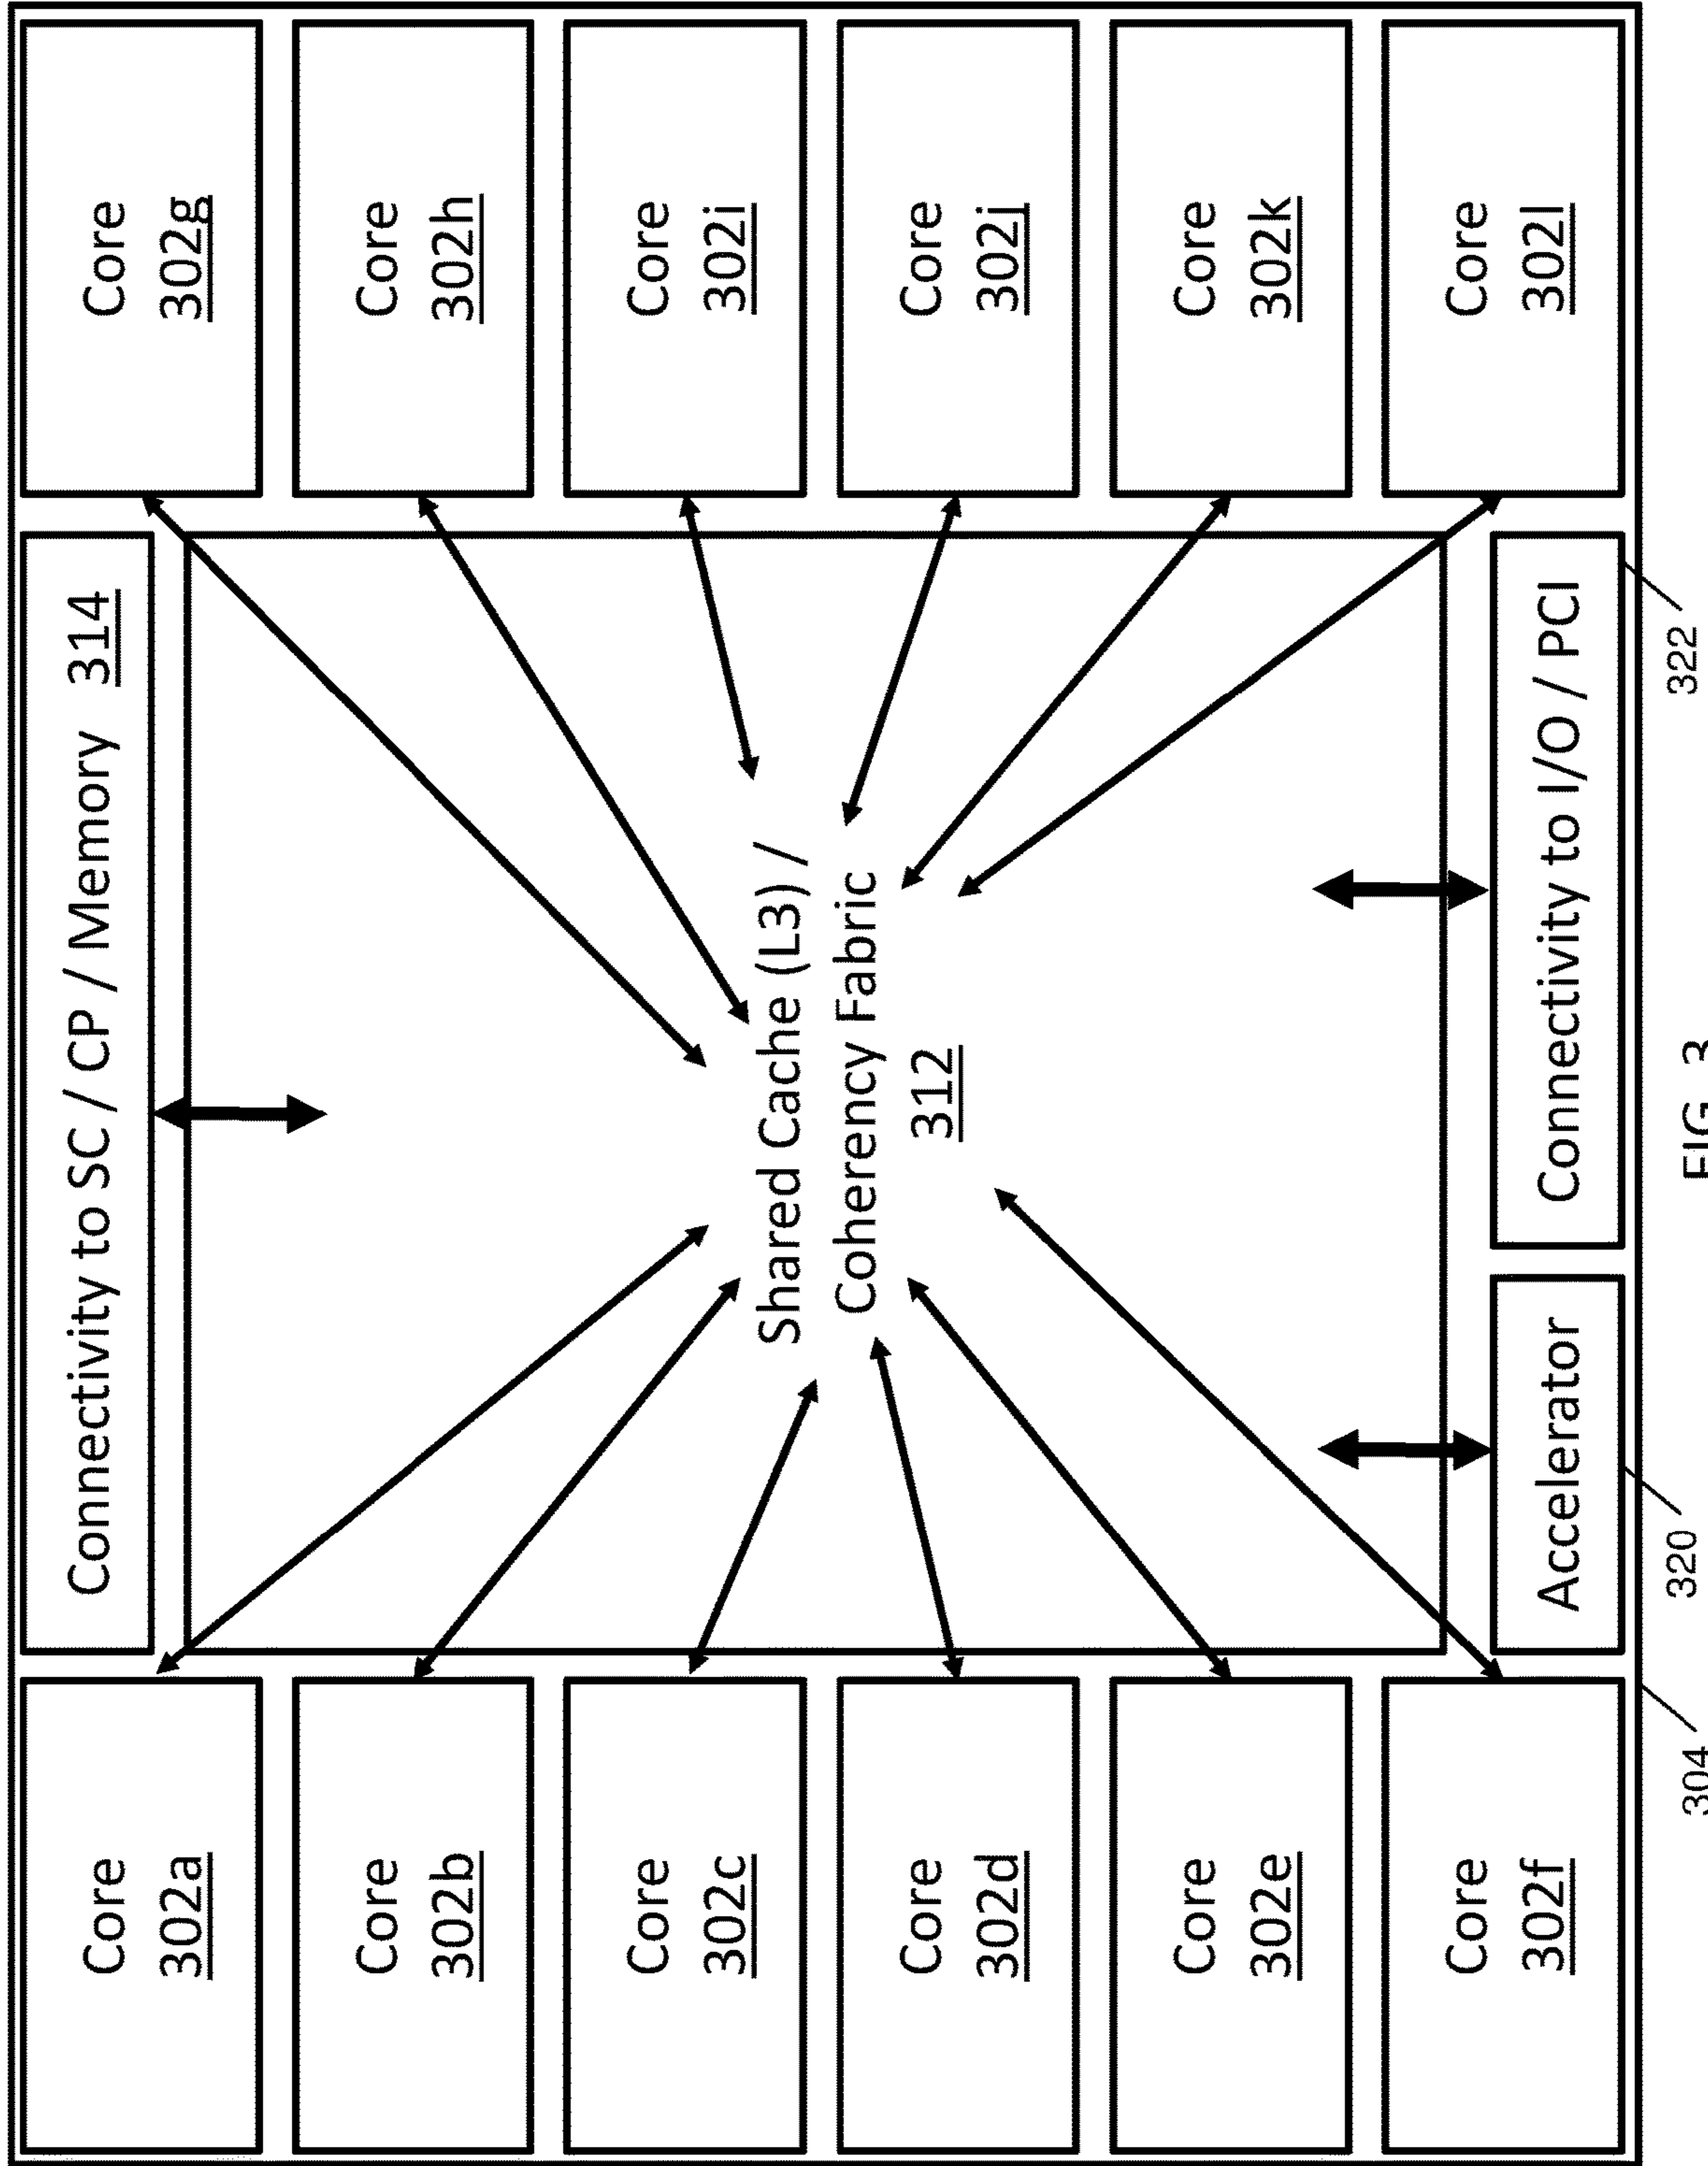 Core
302a
Connectivity to SC / CP / Memory 314
Core
302g
Core
302b
Core
302h
Core
302c
Core
302i
Shared Cache (L3) /
Coherency Fabric
312
Core
302d
Core
302j
Core
302e
Core
302k
Core
302f
Accelerator
Connectivity to I/O / PCI
Core
302l
304
320
322
FIG. 3